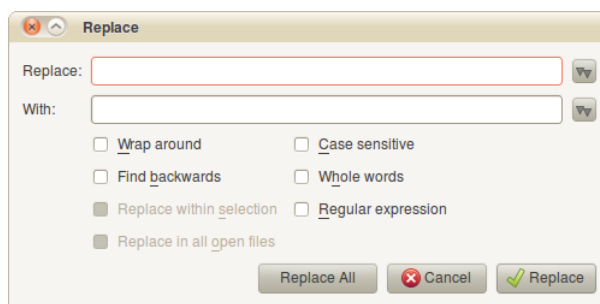 Replace
Replace:
With:
Wrap around Case sensitive
Find backwards Whole words
Replace within selection Regular expression
Replace in all open files
Replace All Cancel Replace